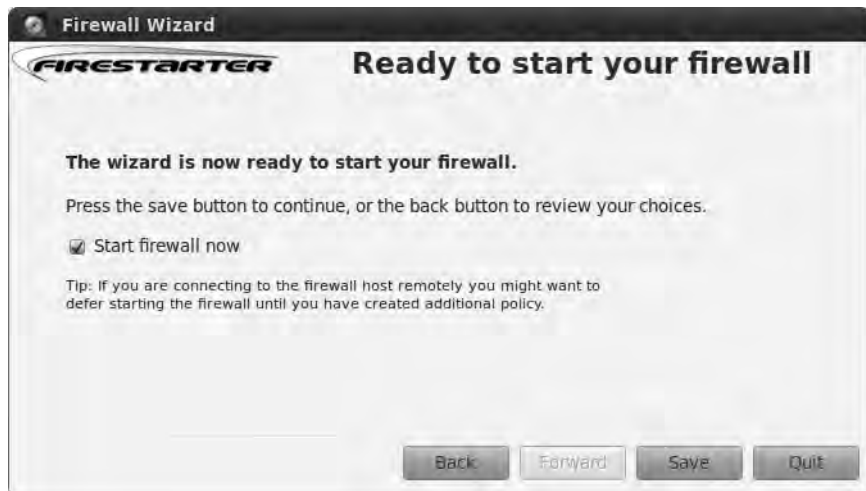 Firewall Wizard
FIRESTARTER
Ready to start your firewall
The wizard is now ready to start your firewall.
Press the save button to continue, or the back button to review your choices.
Start firewall now
Tip: If you are connecting to the firewall host remotely you might want to
defer starting the firewall until you have created additional policy.
Back Forward Save Quit